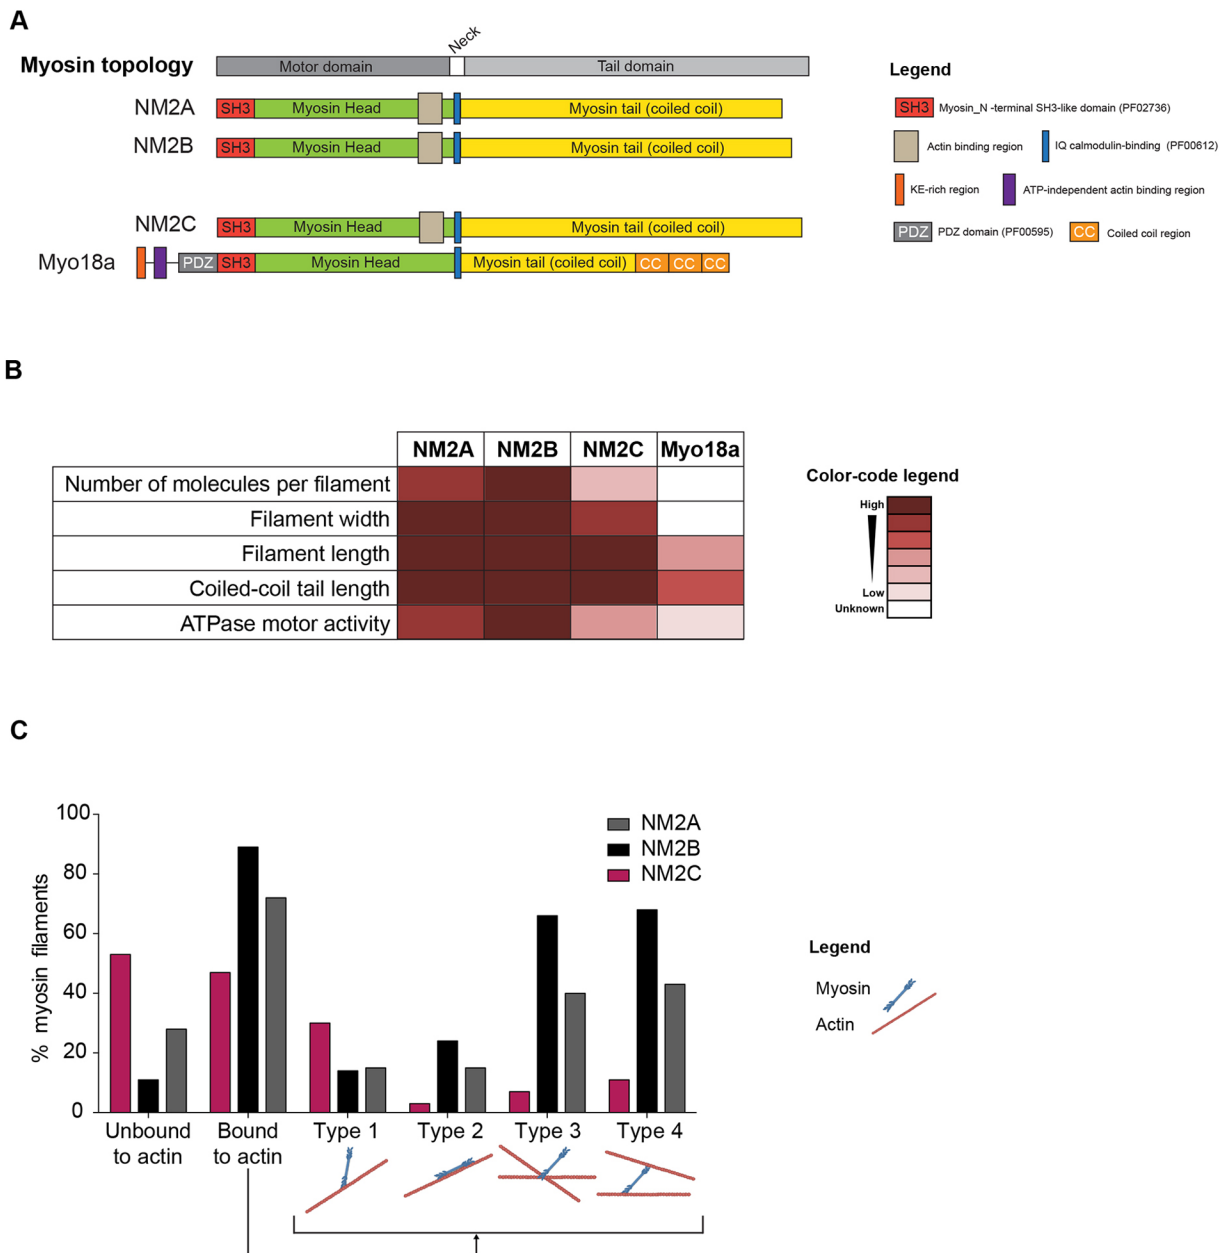 A
Neck
Myosin topology
Motor domain
Tail domain
NM2A
SH3
Myosin Head
Myosin tail (coiled coil)
NM2B
SH3
Myosin Head
Myosin tail (coiled coil)
NM2C
SH3
Myosin Head
Myosin tail (coiled coil)
Myo18a
PDZ
SH3
Myosin Head
Myosin tail (coiled coil)
CC
CC
CC
Legend
SH3
Myosin_N -terminal SH3-like domain (PF02736)
Actin binding region
IQ calmodulin-binding (PF00612)
KE-rich region
ATP-independent actin binding region
PDZ
PDZ domain (PF00595)
CC
Coiled coil region
B
NM2A NM2B NM2C Myo18a
Number of molecules per filament
Filament width
Filament length
Coiled-coil tail length
ATPase motor activity
Color-code legend
High
Low
Unknown
C
% myosin filaments
100
80
60
40
20
0
NM2A
NM2B
NM2C
Unbound
to actin
Bound
to actin
Type 1
Type 2
Type 3
Type 4
Legend
Myosin
Actin